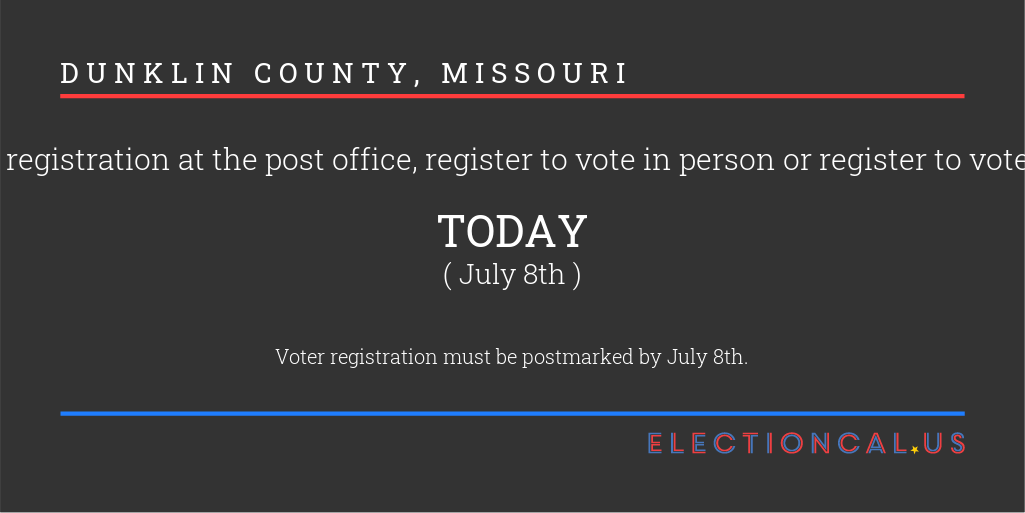 DUNKLIN COUNTY, MISSOURI
registration at the post office, register to vote in person or register to vote
TODAY
( July 8th )
Voter registration must be postmarked by July 8th.
ELECTIONCAL.US